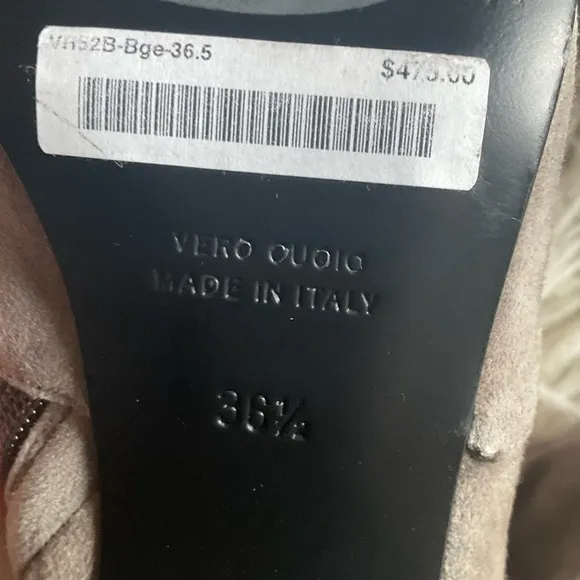 VR52B-Bge-36.5
$475.00
VERO CUOIO
MADE IN ITALY
36½